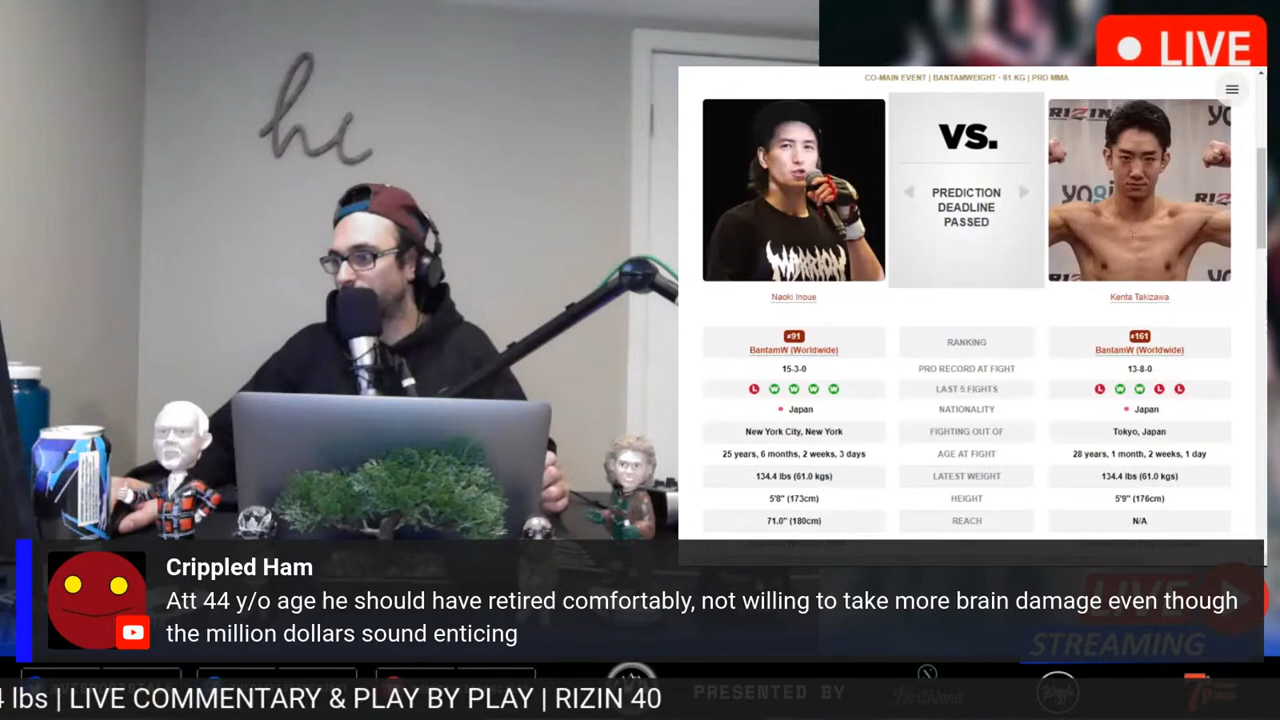 hi
LIVE
CO-MAIN EVENT | BANTAMWEIGHT · 61 KG | PRO MMA
RIZIN
yogi
VS.
PREDICTION
DEADLINE
PASSED
Naoki Inoue
Kenta Takizawa
#91
BantamW (Worldwide)
RANKING
#161
BantamW (Worldwide)
15-3-0
PRO RECORD AT FIGHT
13-8-0
L W W W W
LAST 5 FIGHTS
L W W L L
Japan
NATIONALITY
Japan
New York City, New York
FIGHTING OUT OF
Tokyo, Japan
25 years, 6 months, 2 weeks, 3 days
AGE AT FIGHT
28 years, 1 month, 2 weeks, 1 day
134.4 lbs (61.0 kgs)
LATEST WEIGHT
134.4 lbs (61.0 kgs)
5'8" (173cm)
HEIGHT
5'9" (176cm)
71.0" (180cm)
REACH
N/A
Crippled Ham
Att 44 y/o age he should have retired comfortably, not willing to take more brain damage even though
the million dollars sound enticing
LIVE
STREAMING
PRESENTED BY
4 lbs | LIVE COMMENTARY & PLAY BY PLAY | RIZIN 40